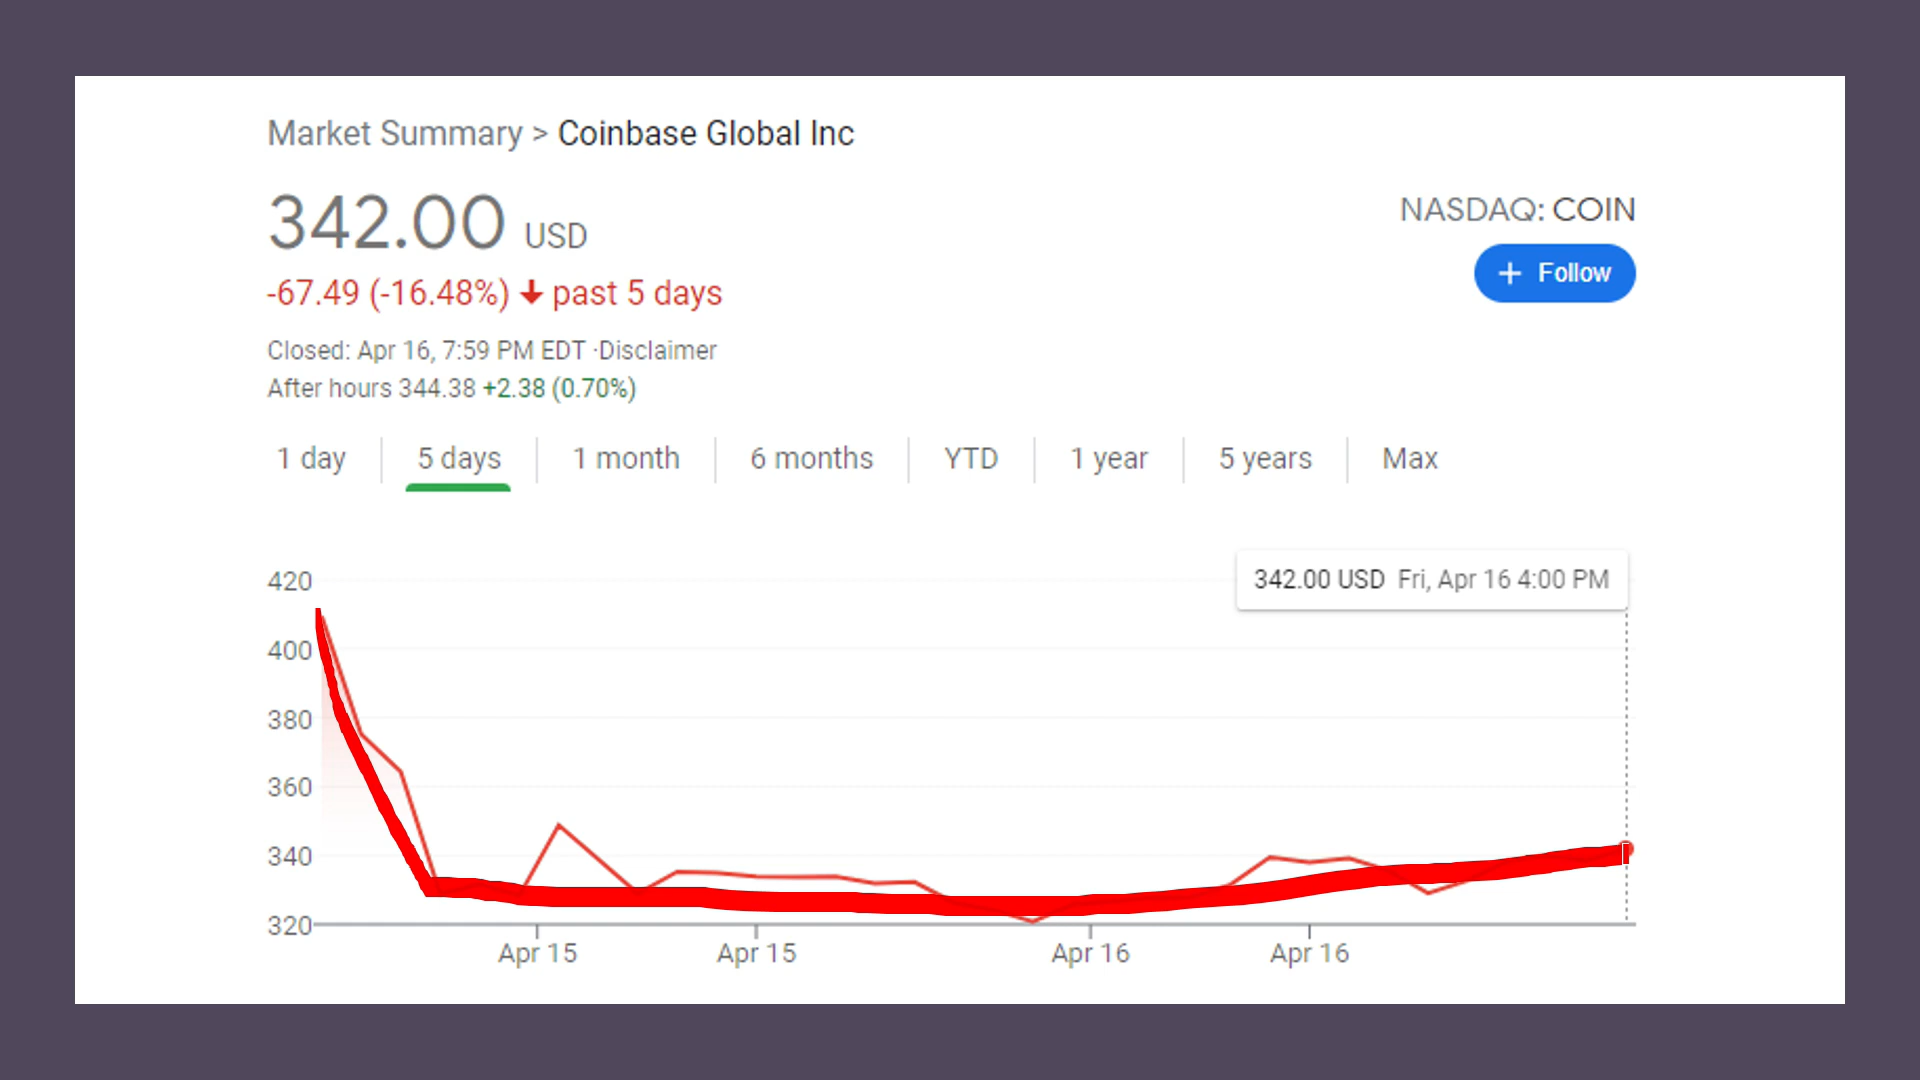 Market Summary > Coinbase Global Inc
342.00 USD
NASDAQ: COIN
+ Follow
-67.49 (-16.48%) ↓ past 5 days
Closed: Apr 16, 7:59 PM EDT ·Disclaimer
After hours 344.38 +2.38 (0.70%)
1 day 5 days 1 month 6 months YTD 1 year 5 years Max
342.00 USD Fri, Apr 16 4:00 PM
420
400
380
360
340
320
Apr 15 Apr 15 Apr 16 Apr 16